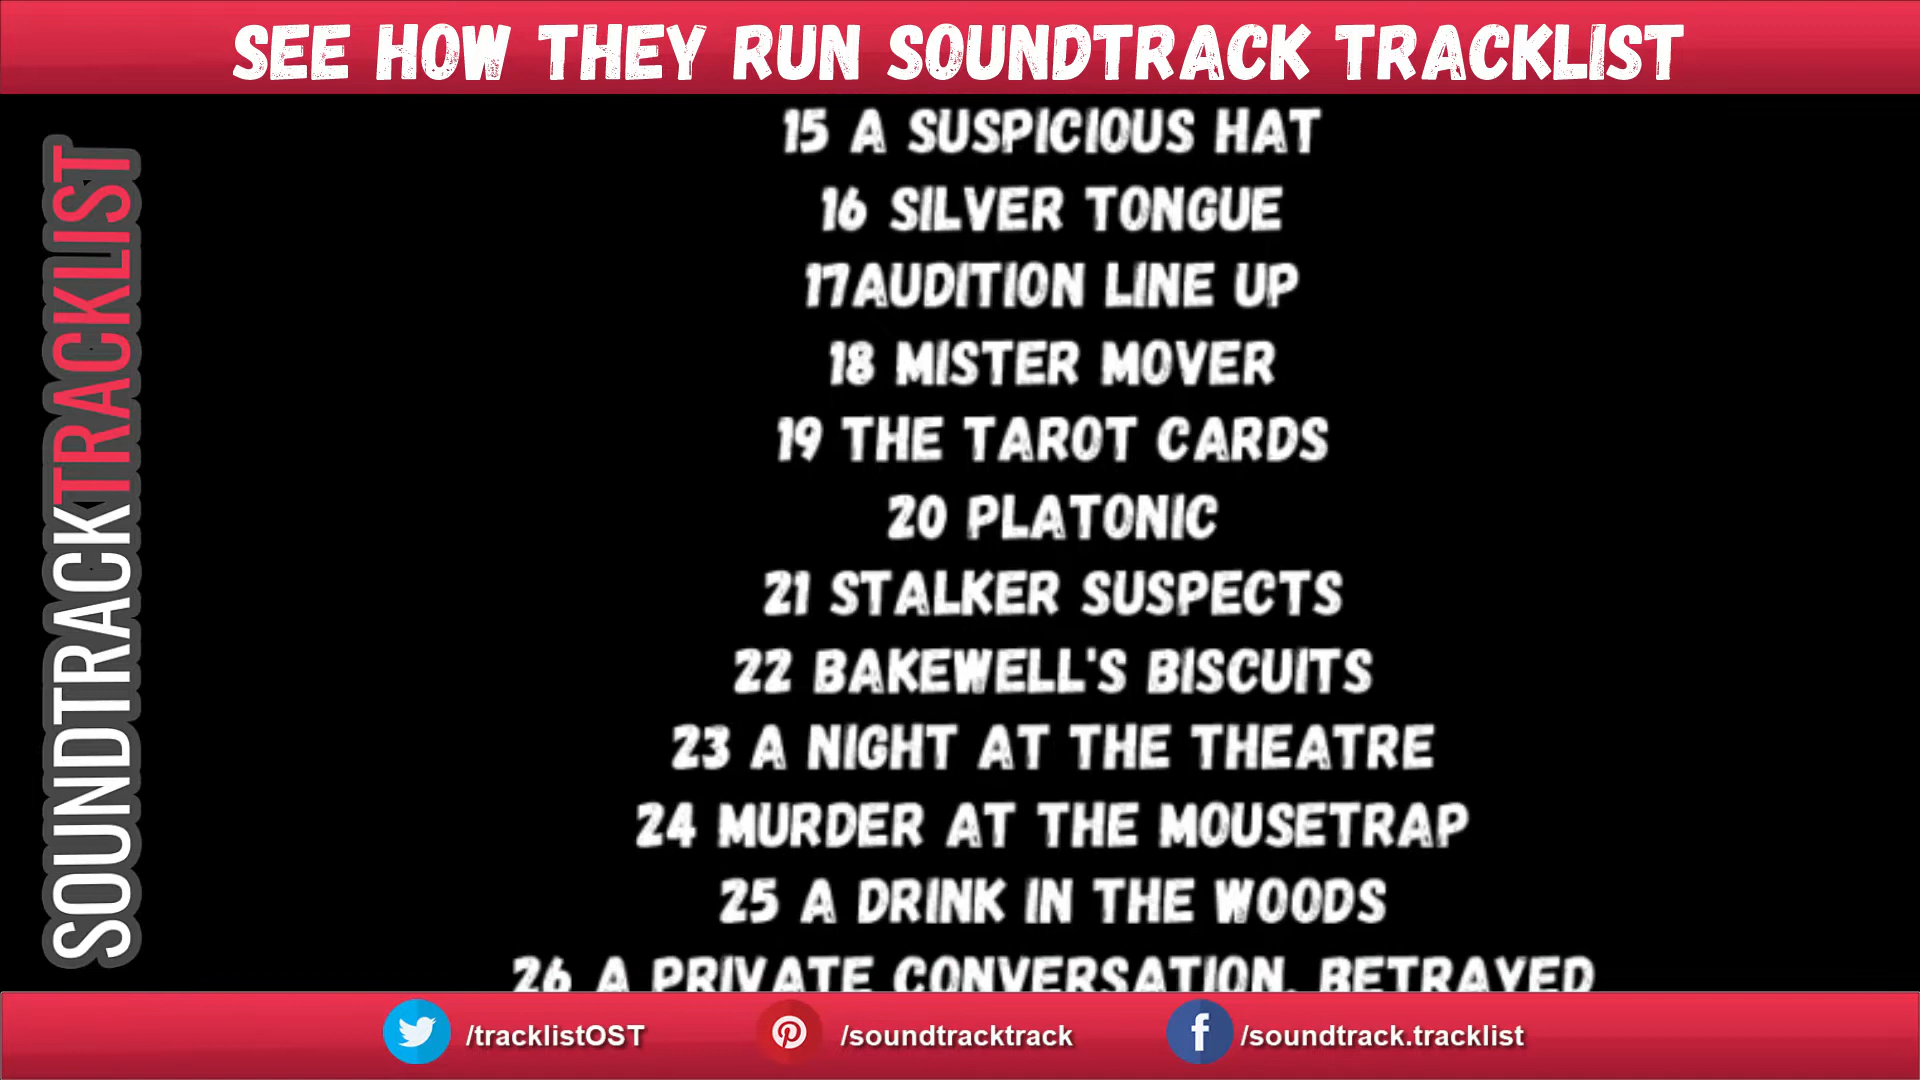 SEE HOW THEY RUN SOUNDTRACK TRACKLIST
SOUNDTRACKTRACKLIST
15 A SUSPICIOUS HAT
16 SILVER TONGUE
17AUDITION LINE UP
18 MISTER MOVER
19 THE TAROT CARDS
20 PLATONIC
21 STALKER SUSPECTS
22 BAKEWELL'S BISCUITS
23 A NIGHT AT THE THEATRE
24 MURDER AT THE MOUSETRAP
25 A DRINK IN THE WOODS
26 A PRIVATE CONVERSATION, BETRAYED
/tracklistOST
/soundtracktrack
/soundtrack.tracklist